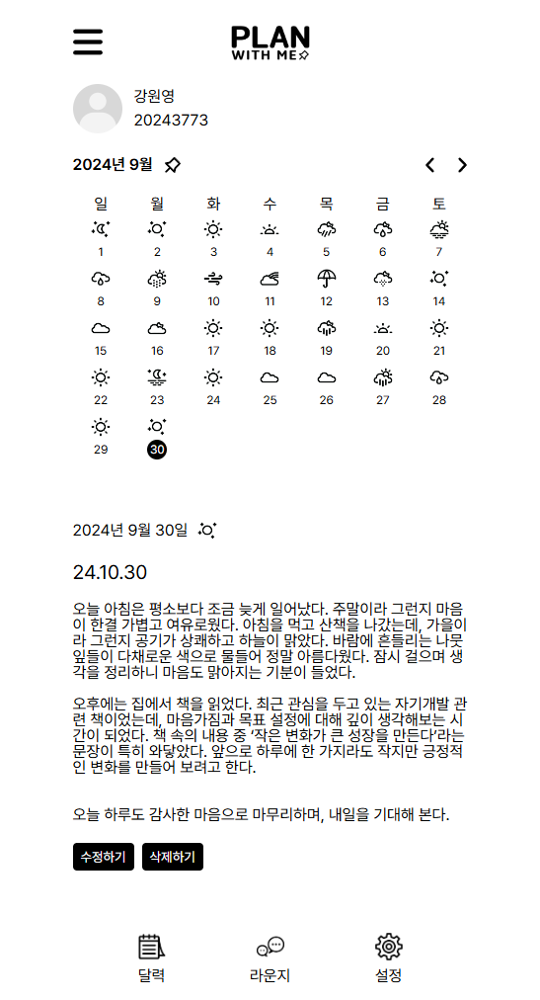 PLAN
WITH ME
강원영
20243773
2024년 9월
일 월 화 수 목 금 토
1 2 3 4 5 6 7
8 9 10 11 12 13 14
15 16 17 18 19 20 21
22 23 24 25 26 27 28
29 30
2024년 9월 30일
24.10.30
오늘 아침은 평소보다 조금 늦게 일어났다. 주말이라 그런지 마음
이 한결 가볍고 여유로웠다. 아침을 먹고 산책을 나갔는데, 가을이
라 그런지 공기가 상쾌하고 하늘이 맑았다. 바람에 흔들리는 나뭇
잎들이 다채로운 색으로 물들어 정말 아름다웠다. 잠시 걸으며 생
각을 정리하니 마음도 맑아지는 기분이 들었다.
오후에는 집에서 책을 읽었다. 최근 관심을 두고 있는 자기개발 관
련 책이었는데, 마음가짐과 목표 설정에 대해 깊이 생각해보는 시
간이 되었다. 책 속의 내용 중 ‘작은 변화가 큰 성장을 만든다’라는
문장이 특히 와닿았다. 앞으로 하루에 한 가지라도 작지만 긍정적
인 변화를 만들어 보려고 한다.
오늘 하루도 감사한 마음으로 마무리하며, 내일을 기대해 본다.
수정하기 삭제하기
달력 라운지 설정